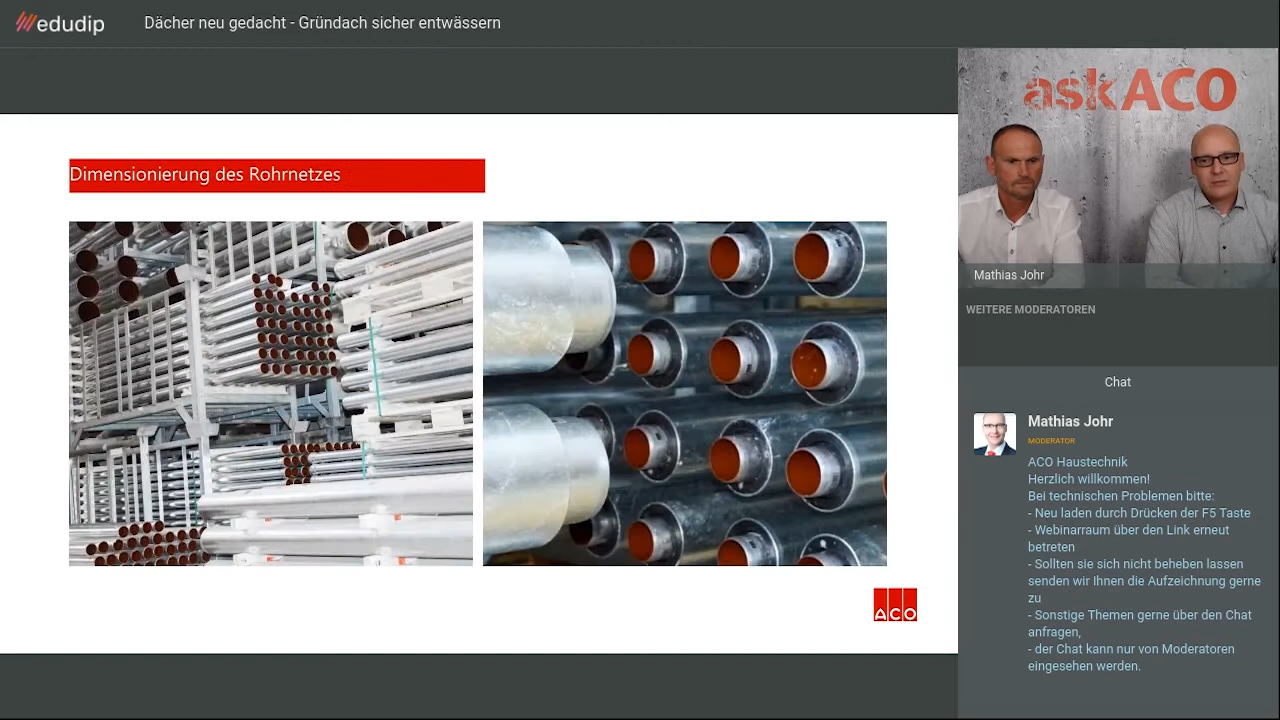 edudip
Dächer neu gedacht - Gründach sicher entwässern
Dimensionierung des Rohrnetzes
ACO
askACO
Mathias Johr
WEITERE MODERATOREN
Chat
Mathias Johr
MODERATOR
ACO Haustechnik
Herzlich willkommen!
Bei technischen Problemen bitte:
- Neu laden durch Drücken der F5 Taste
- Webinarraum über den Link erneut
betreten
- Sollten sie sich nicht beheben lassen
senden wir Ihnen die Aufzeichnung gerne
zu
- Sonstige Themen gerne über den Chat
anfragen,
- der Chat kann nur von Moderatoren
eingesehen werden.